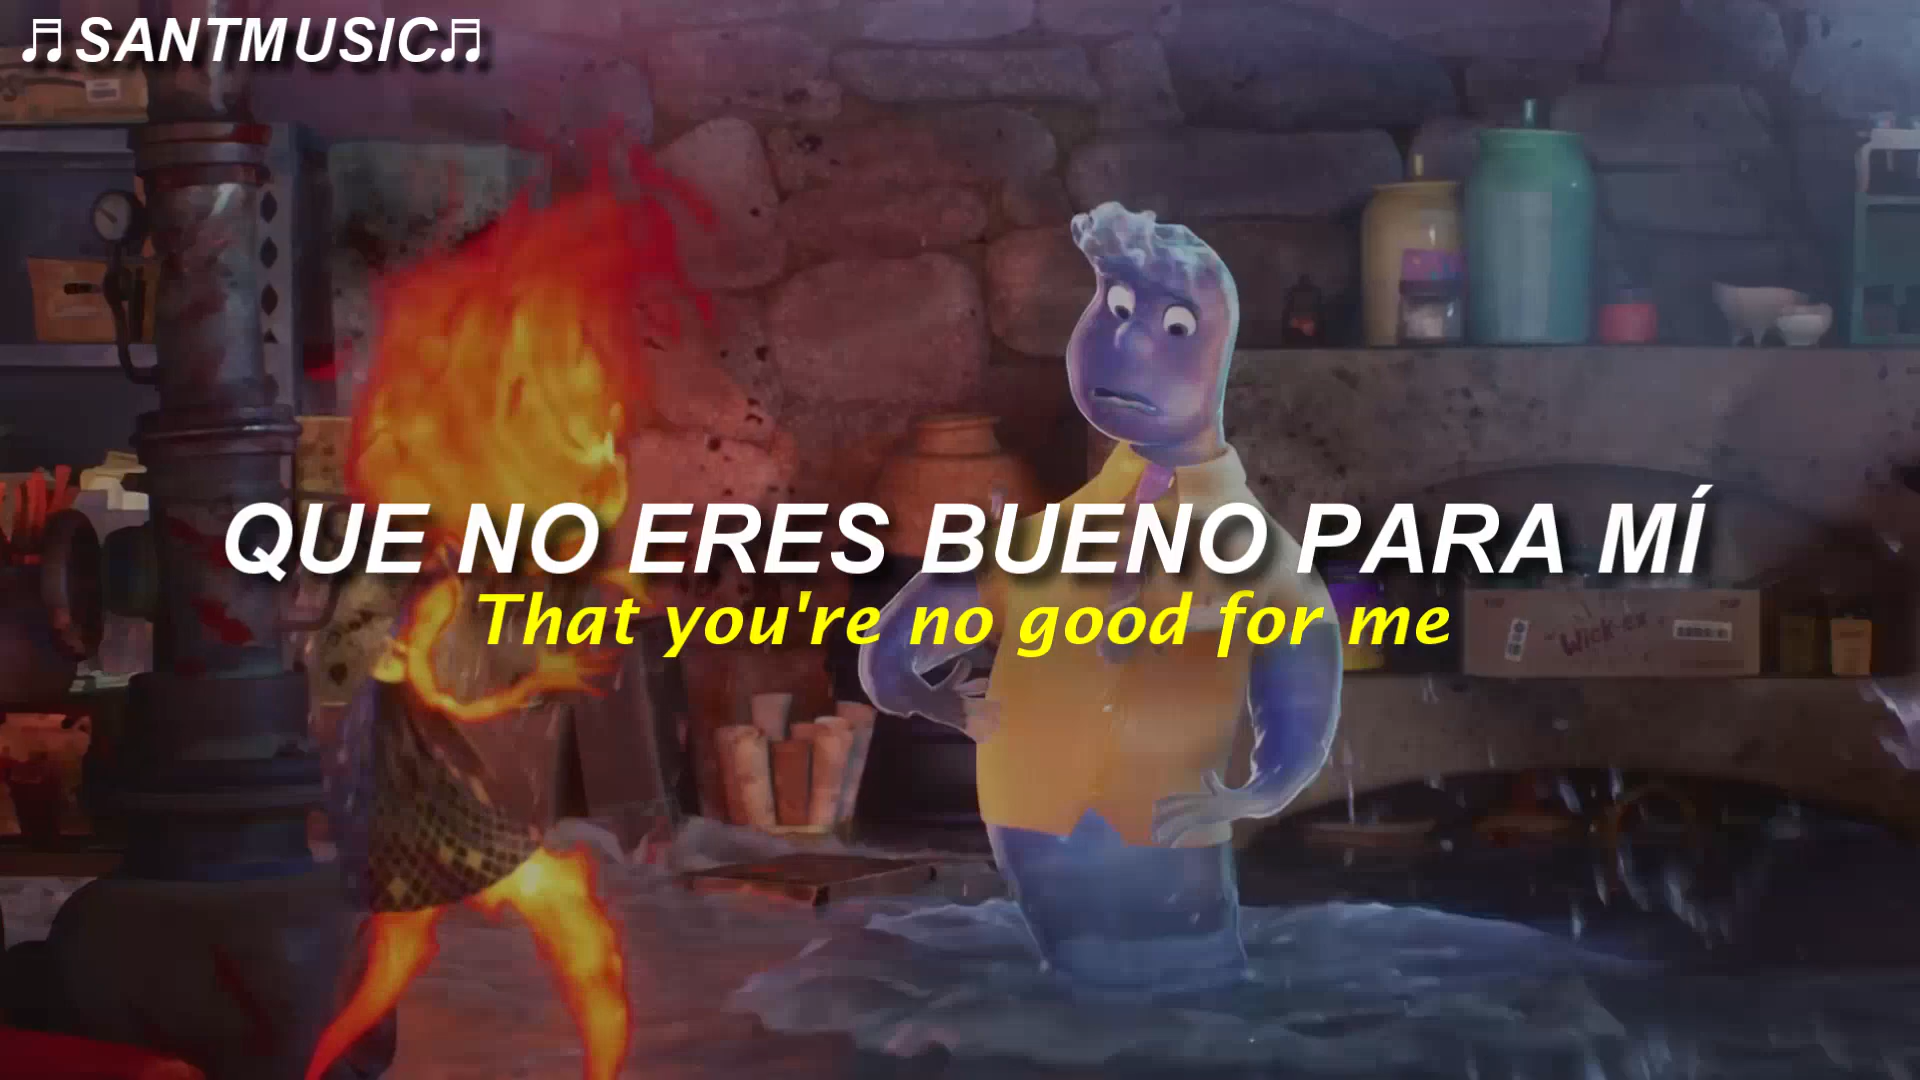 ♬SANTMUSIC♬
QUE NO ERES BUENO PARA MÍ
That you're no good for me
Wick-ex